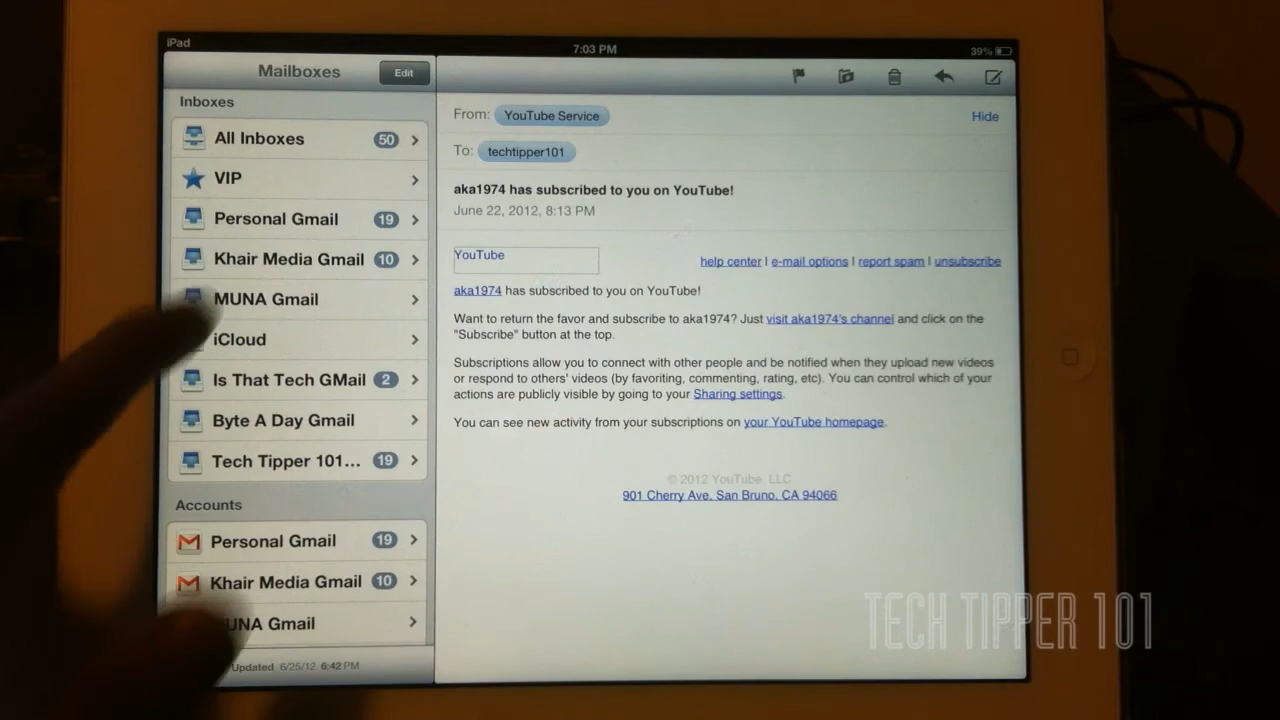 iPad
7:03 PM
39%
Mailboxes
Edit
Inboxes
All Inboxes
50
VIP
Personal Gmail
19
Khair Media Gmail
10
MUNA Gmail
iCloud
Is That Tech GMail
2
Byte A Day Gmail
Tech Tipper 101...
19
Accounts
Personal Gmail
19
Khair Media Gmail
10
UNA Gmail
Updated 6/25/12 6:42 PM
From: YouTube Service
Hide
To: techtipper101
aka1974 has subscribed to you on YouTube!
June 22, 2012, 8:13 PM
YouTube
help center | e-mail options | report spam | unsubscribe
aka1974 has subscribed to you on YouTube!
Want to return the favor and subscribe to aka1974? Just visit aka1974's channel and click on the
"Subscribe" button at the top.
Subscriptions allow you to connect with other people and be notified when they upload new videos
or respond to others' videos (by favoriting, commenting, rating, etc). You can control which of your
actions are publicly visible by going to your Sharing settings.
You can see new activity from your subscriptions on your YouTube homepage.
© 2012 YouTube, LLC
901 Cherry Ave, San Bruno, CA 94066
TECH TIPPER 101